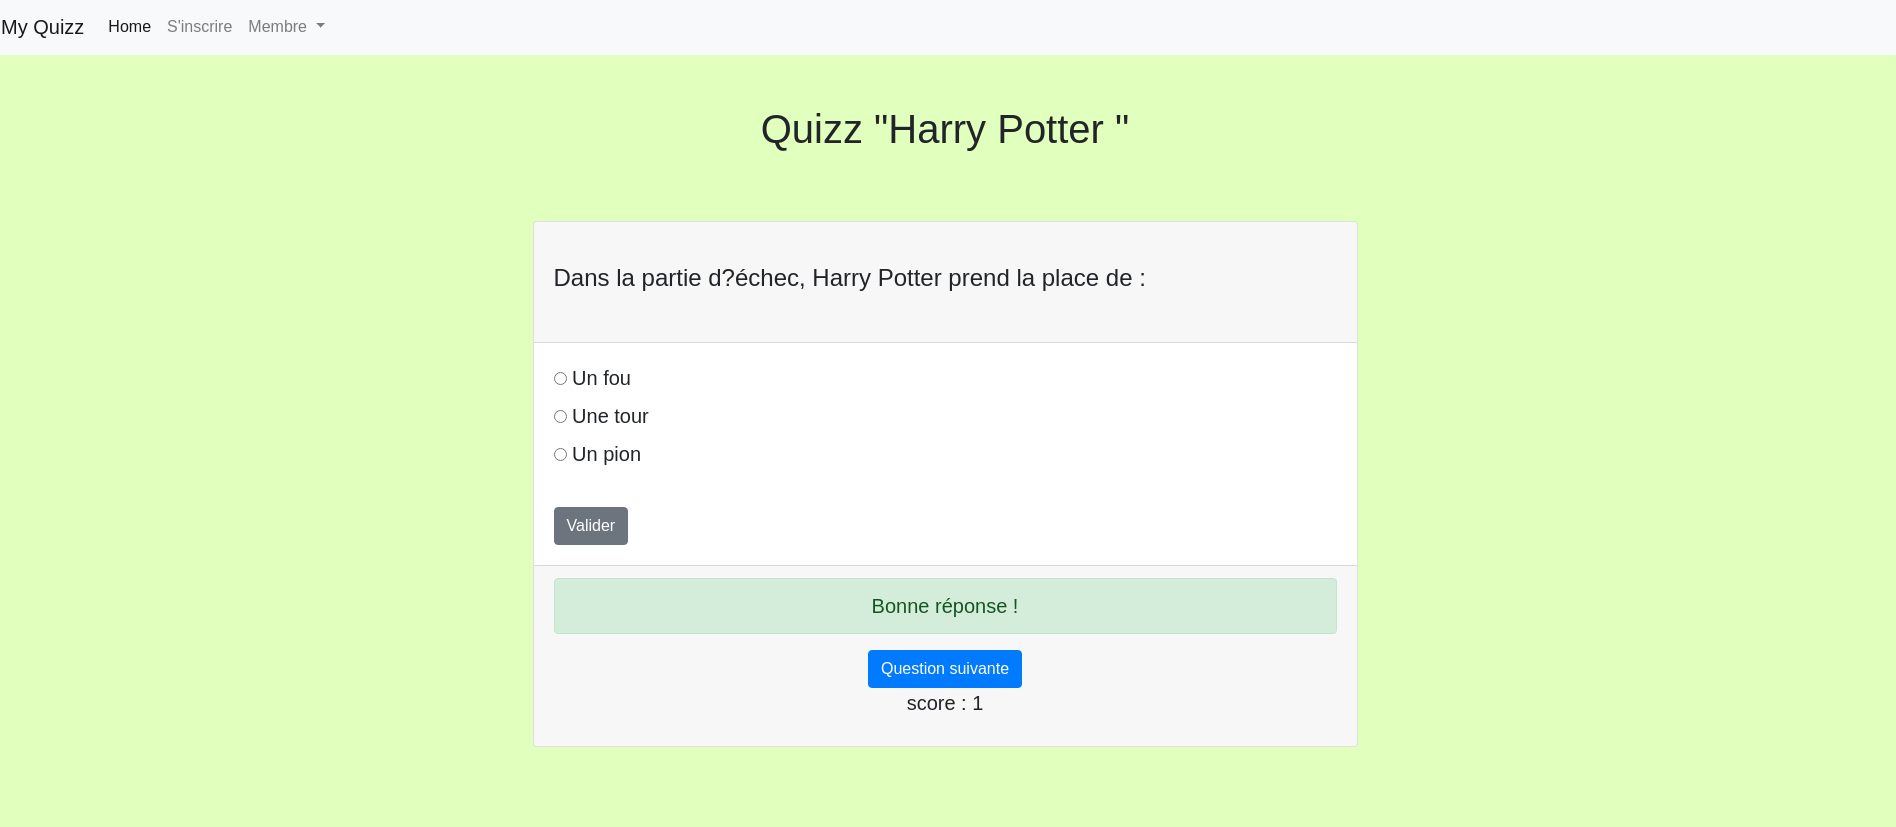 My Quizz Home S'inscrire Membre
Quizz "Harry Potter "
Dans la partie d?échec, Harry Potter prend la place de :
Un fou
Une tour
Un pion
Valider
Bonne réponse !
Question suivante
score : 1